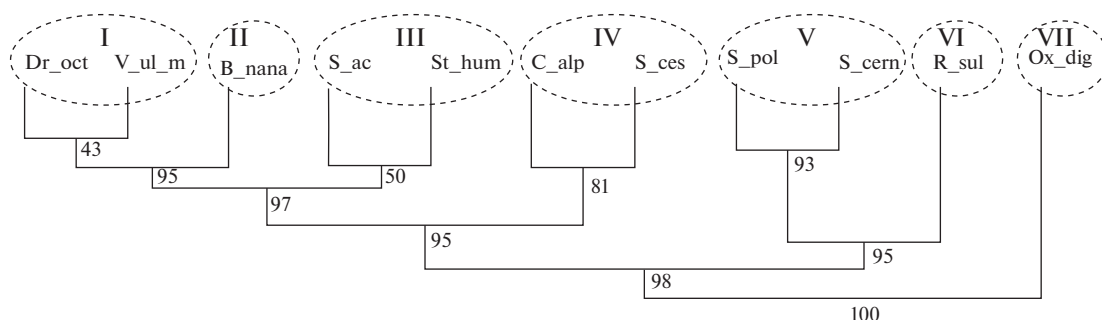 I II III IV V VI VII
Dr_oct V_ul_m B_nana S_ac St_hum C_alp S_ces S_pol S_cern R_sul Ox_dig
43 93
95 50 81
97
95 95
98
100